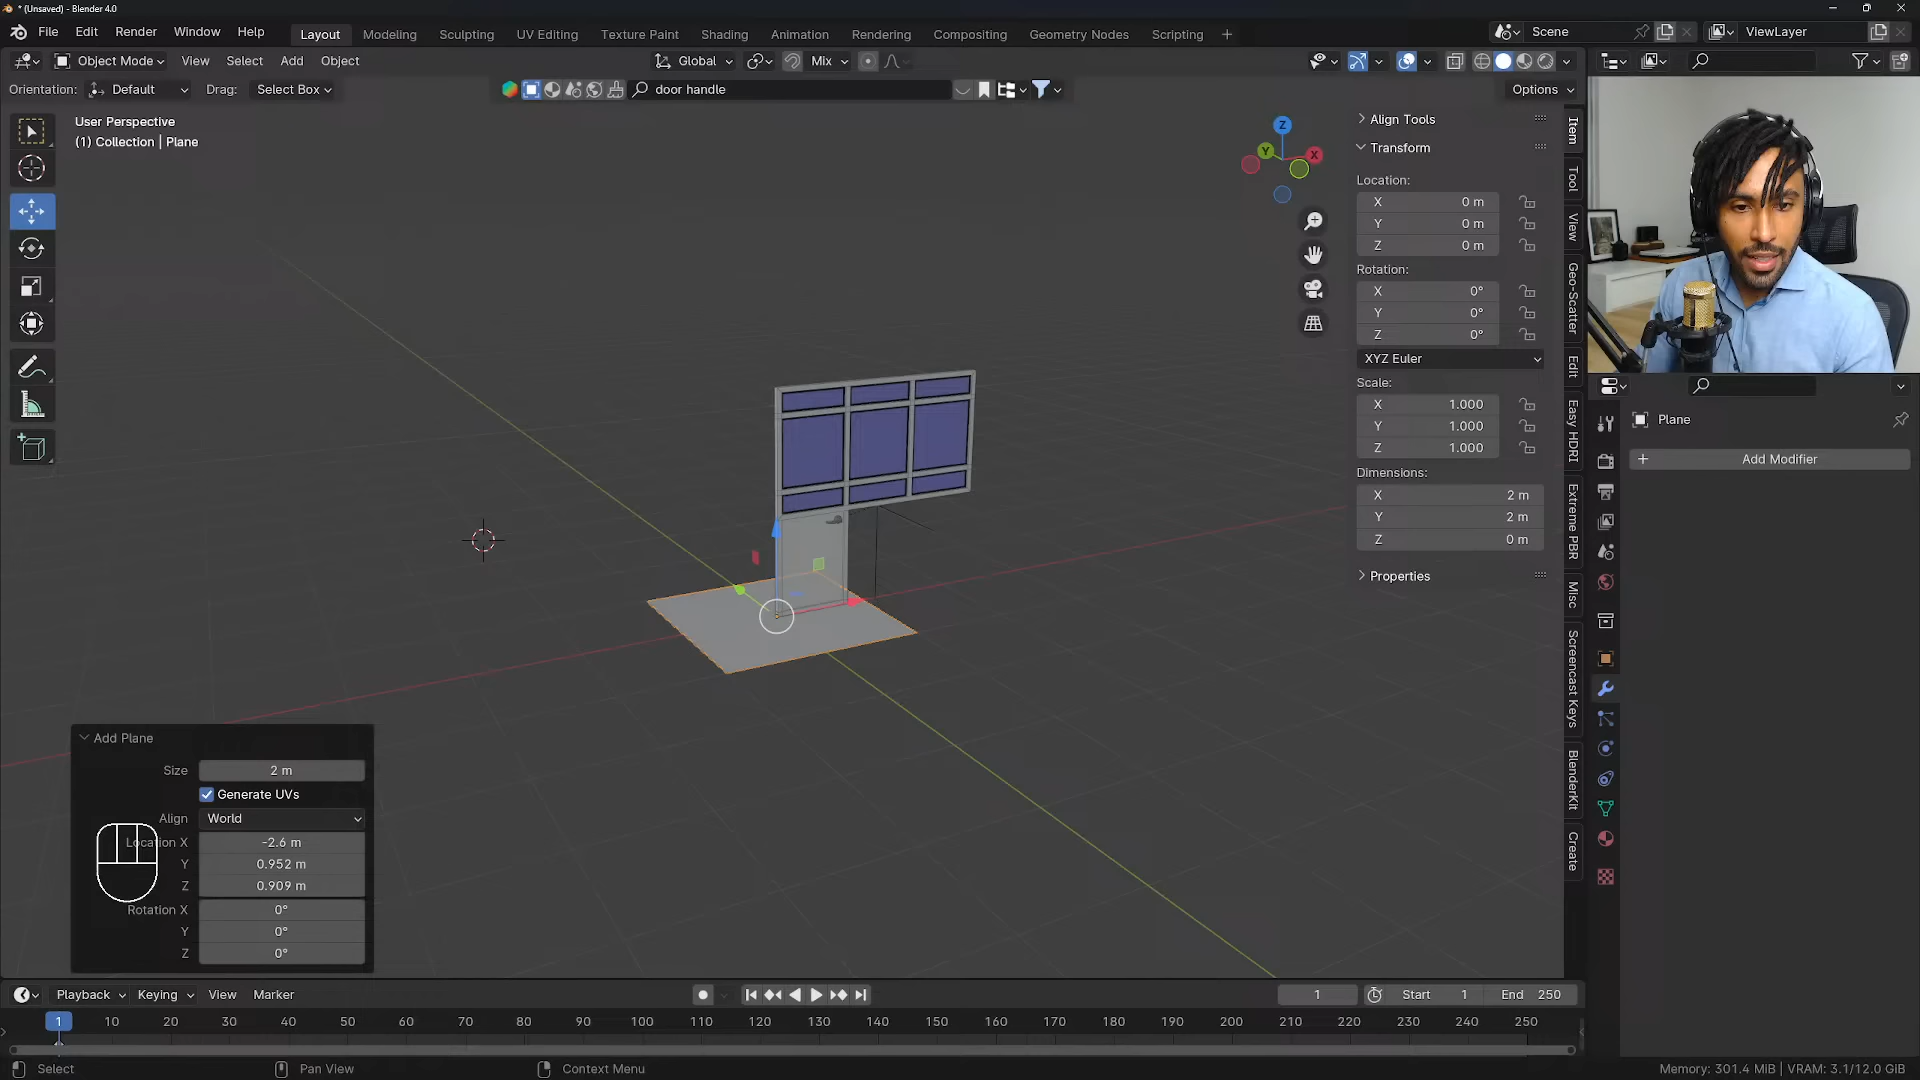 * (Unsaved) - Blender 4.0
File Edit Render Window Help Layout Modeling Sculpting UV Editing Texture Paint Shading Animation Rendering Compositing Geometry Nodes Scripting + Scene ViewLayer
Object Mode View Select Add Object Global Mix
Orientation: Default Drag: Select Box door handle Options
User Perspective
(1) Collection | Plane
Z
Y
X
Align Tools
Transform
Location:
X 0 m
Y 0 m
Z 0 m
Rotation:
X 0°
Y 0°
Z 0°
XYZ Euler
Scale:
X 1.000
Y 1.000
Z 1.000
Dimensions:
X 2 m
Y 2 m
Z 0 m
Properties
Item
Tool
View
Geo-Scatter
Edit
Easy HDRI
Extreme PBR
Misc
Screencast Keys
BlenderKit
Create
Plane
+ Add Modifier
Add Plane
Size 2 m
Generate UVs
Align World
Location X -2.6 m
Y 0.952 m
Z 0.909 m
Rotation X 0°
Y 0°
Z 0°
Playback Keying View Marker 1 Start 1 End 250
1 10 20 30 40 50 60 70 80 90 100 110 120 130 140 150 160 170 180 190 200 210 220 230 240 250
Select Pan View Context Menu Memory: 301.4 MiB | VRAM: 3.1/12.0 GiB